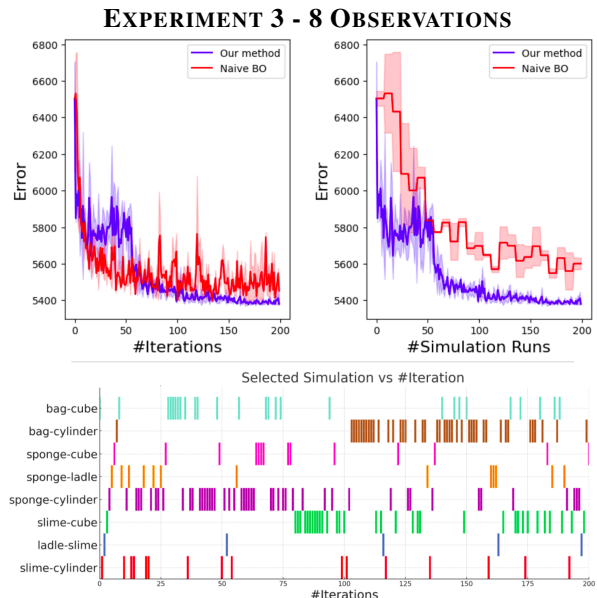 EXPERIMENT 3 - 8 OBSERVATIONS
6800
6600
6400
6200
6000
5800
5600
5400
Error
Our method
Naive BO
0
50
100
150
200
#Iterations
6800
6600
6400
6200
6000
5800
5600
5400
Error
Our method
Naive BO
0
50
100
150
200
#Simulation Runs
Selected Simulation vs #Iteration
bag-cube
bag-cylinder
sponge-cube
sponge-ladle
sponge-cylinder
slime-cube
ladle-slime
slime-cylinder
0
25
50
75
100
125
150
175
200
#Iterations